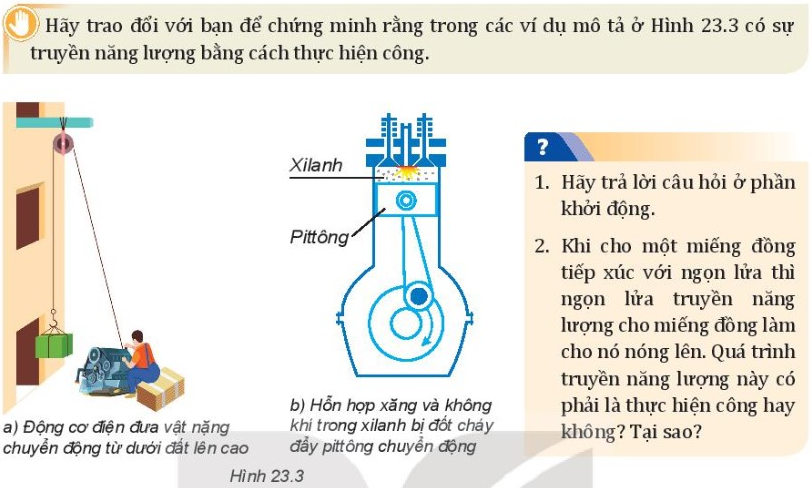 Hãy trao đổi với bạn để chứng minh rằng trong các ví dụ mô tả ở Hình 23.3 có sự
truyền năng lượng bằng cách thực hiện công.
Xilanh
Pittông
a) Động cơ điện đưa vật nặng
chuyển động từ dưới đất lên cao
b) Hỗn hợp xăng và không
khí trong xilanh bị đốt cháy
đẩy pittông chuyển động
Hình 23.3
?
1. Hãy trả lời câu hỏi ở phần
khởi động.
2. Khi cho một miếng đồng
tiếp xúc với ngọn lửa thì
ngọn lửa truyền năng
lượng cho miếng đồng làm
cho nó nóng lên. Quá trình
truyền năng lượng này có
phải là thực hiện công hay
không? Tại sao?